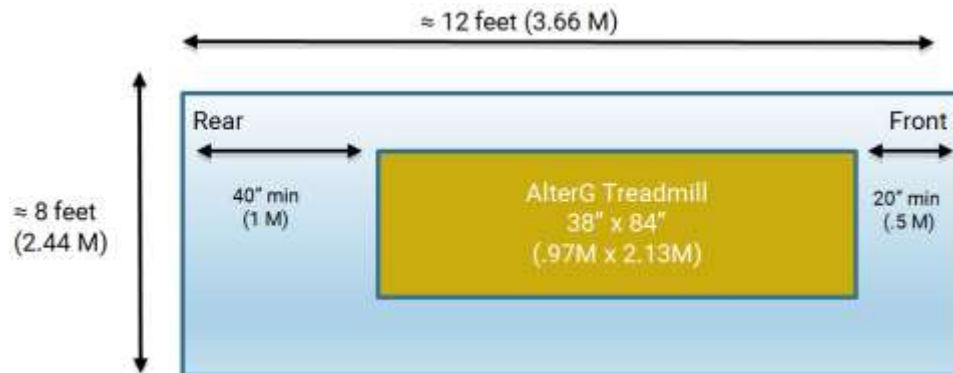 ≈ 12 feet (3.66 M)
Rear
Front
40” min
(1 M)
AlterG Treadmill
38” x 84”
(.97M x 2.13M)
20” min
(.5 M)
≈ 8 feet
(2.44 M)